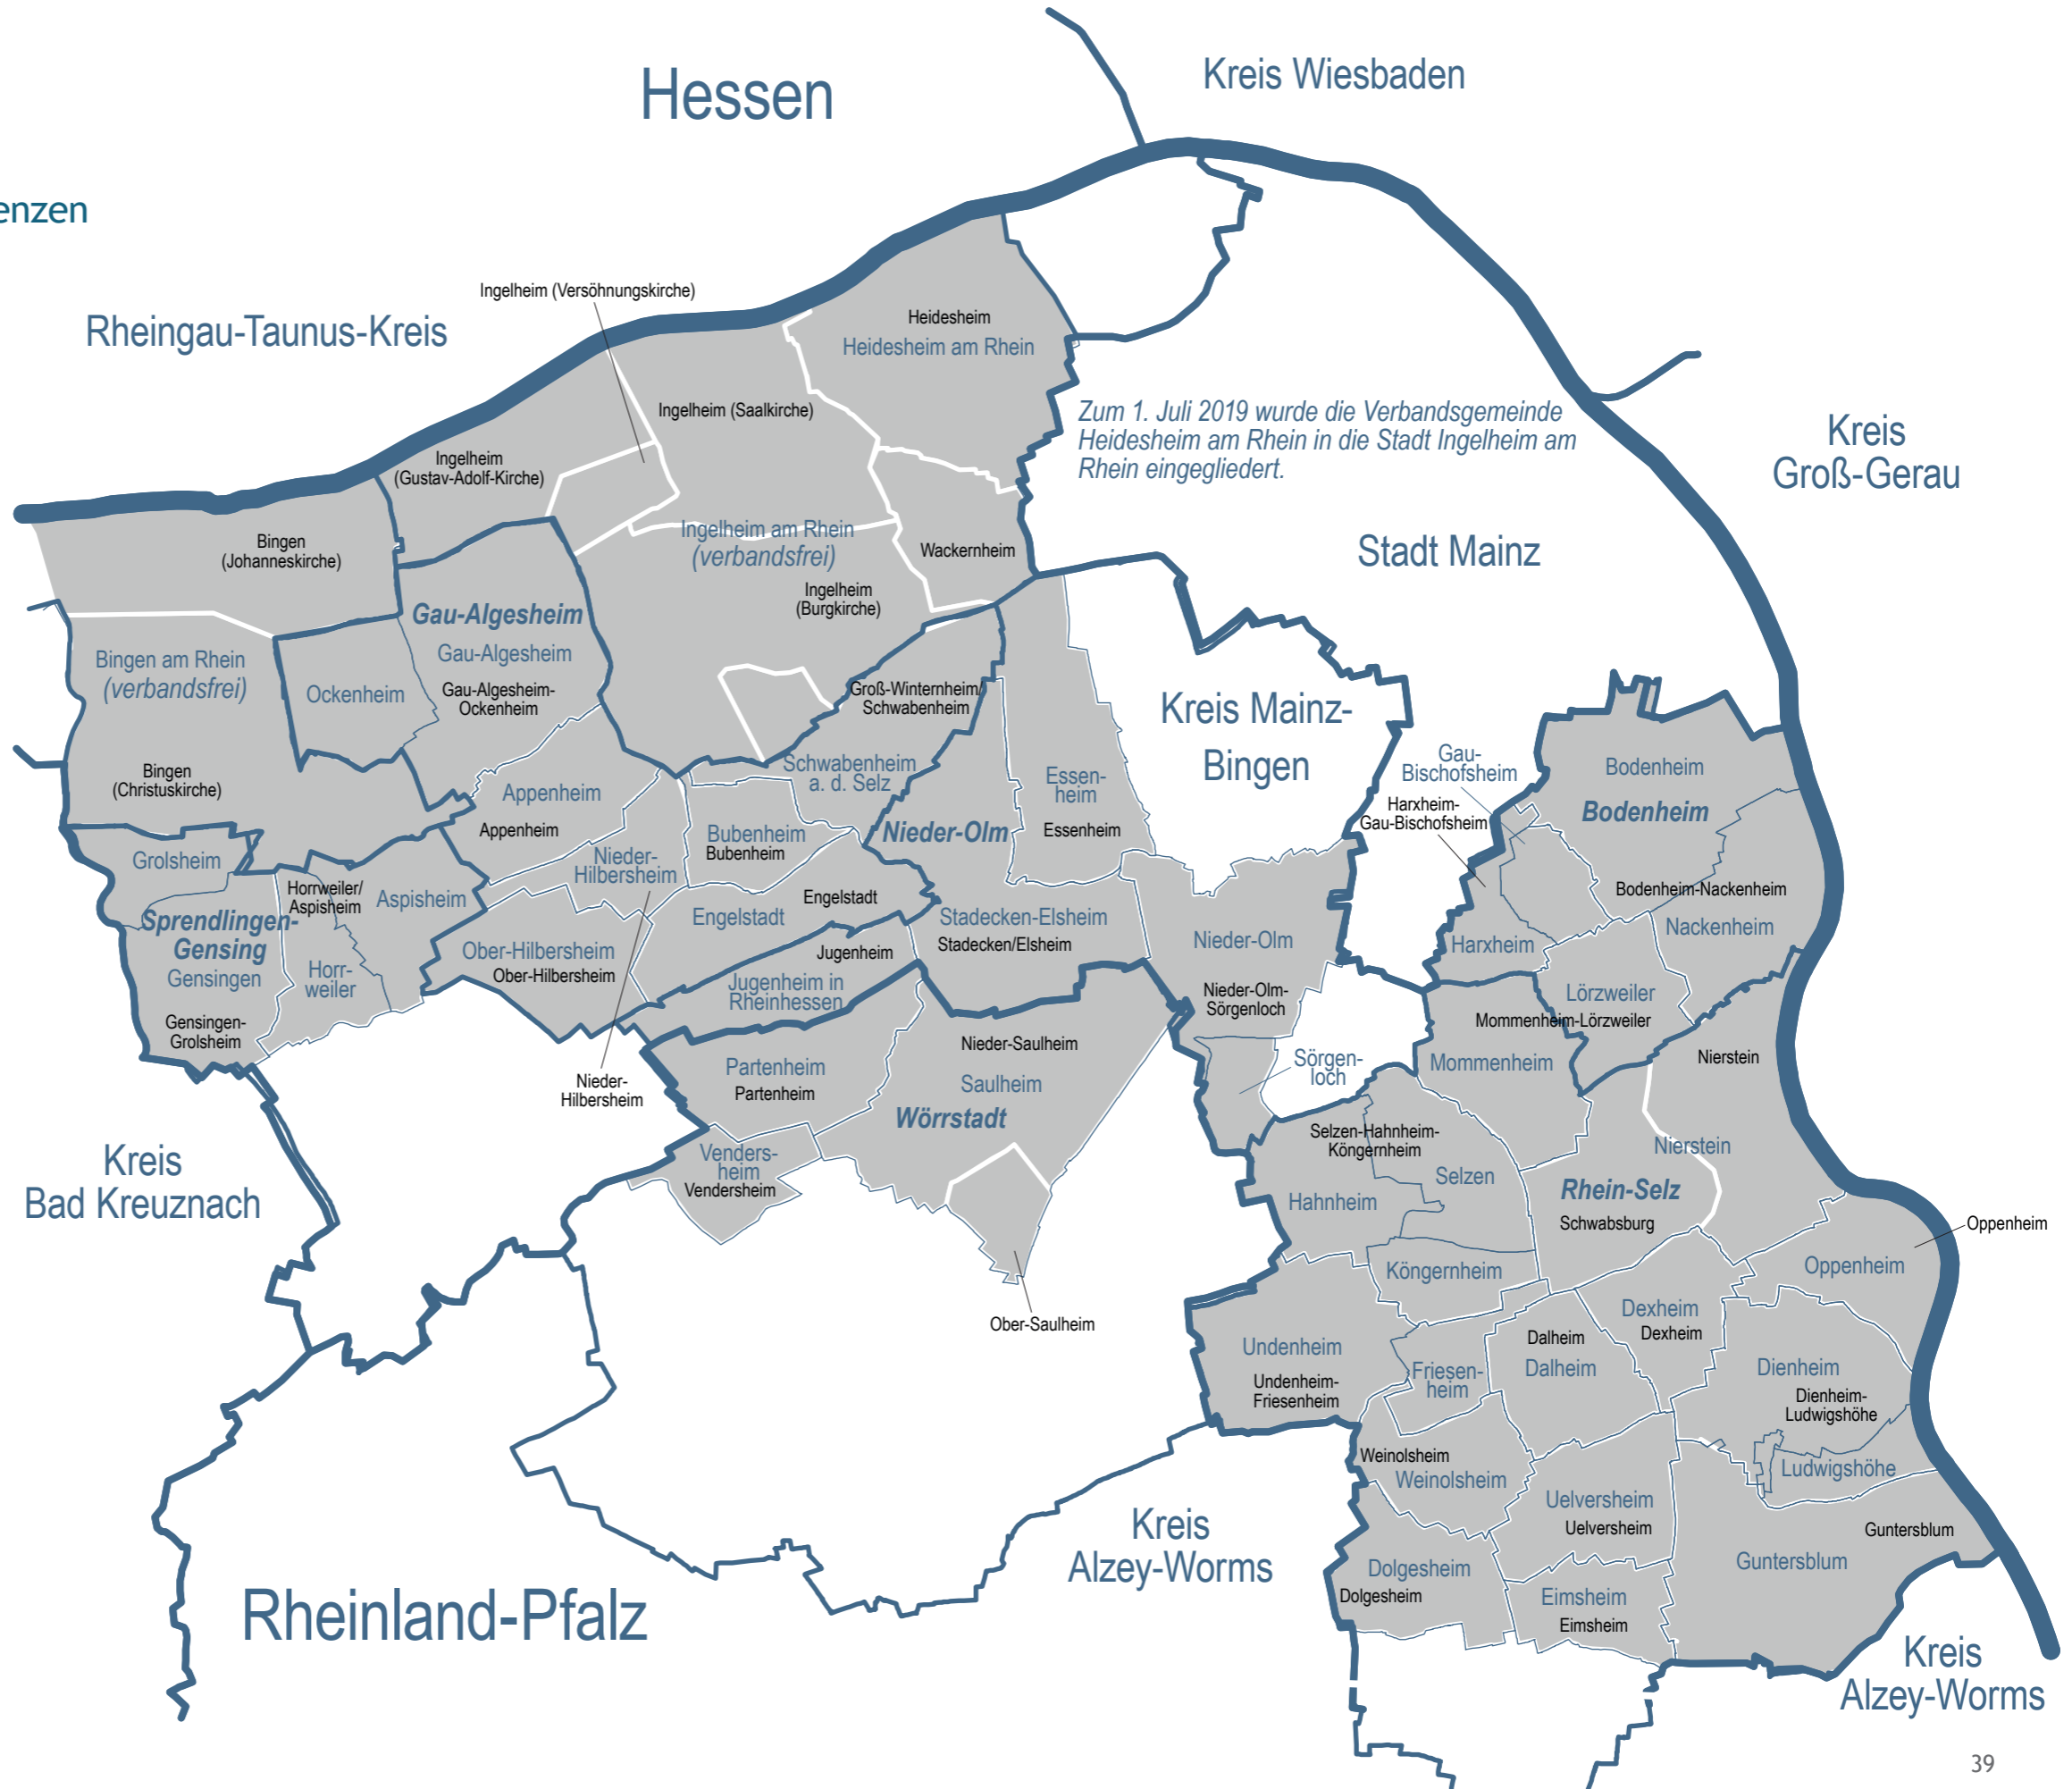 Hessen
Kreis Wiesbaden
enzen
Rheingau-Taunus-Kreis
Ingelheim (Versöhnungskirche)
Heidesheim
Heidesheim am Rhein
Ingelheim (Saalkirche)
Zum 1. Juli 2019 wurde die Verbandsgemeinde
Heidesheim am Rhein in die Stadt Ingelheim am
Rhein eingegliedert.
Kreis
Groß-Gerau
Ingelheim
(Gustav-Adolf-Kirche)
Bingen
(Johanneskirche)
Ingelheim am Rhein
(verbandsfrei)
Wackernheim
Stadt Mainz
Ingelheim
(Burgkirche)
Gau-Algesheim
Gau-Algesheim
Gau-Algesheim-
Ockenheim
Bingen am Rhein
(verbandsfrei)
Ockenheim
Groß-Winternheim/
Schwabenheim
Kreis Mainz-
Bingen
Bingen
(Christuskirche)
Schwabenheim
a. d. Selz
Essen-
heim
Essenheim
Gau-
Bischofsheim
Harxheim-
Gau-Bischofsheim
Bodenheim
Bodenheim
Appenheim
Appenheim
Bubenheim
Bubenheim
Nieder-Olm
Grolsheim
Nieder-
Hilbersheim
Horrweiler/
Aspisheim
Aspisheim
Engelstadt
Engelstadt
Bodenheim-Nackenheim
Nackenheim
Sprendlingen-
Gensing
Gensingen
Horr-
weiler
Ober-Hilbersheim
Ober-Hilbersheim
Stadecken-Elsheim
Stadecken/Elsheim
Nieder-Olm
Harxheim
Jugenheim
Jugenheim in
Rheinhessen
Nieder-Olm-
Sörgenloch
Lörzweiler
Mommenheim-Lörzweiler
Gensingen-
Grolsheim
Nieder-Saulheim
Saulheim
Wörrstadt
Partenheim
Partenheim
Nieder-
Hilbersheim
Sörgen-
loch
Mommenheim
Nierstein
Nierstein
Kreis
Bad Kreuznach
Venders-
heim
Vendersheim
Selzen-Hahnheim-
Köngernheim
Selzen
Hahnheim
Rhein-Selz
Schwabsburg
Oppenheim
Oppenheim
Köngernheim
Ober-Saulheim
Undenheim
Undenheim-
Friesenheim
Friesen-
heim
Dalheim
Dalheim
Dexheim
Dexheim
Dienheim
Dienheim-
Ludwigshöhe
Weinolsheim
Weinolsheim
Ludwigshöhe
Kreis
Alzey-Worms
Uelversheim
Uelversheim
Guntersblum
Guntersblum
Dolgesheim
Dolgesheim
Eimsheim
Eimsheim
Rheinland-Pfalz
Kreis
Alzey-Worms
39